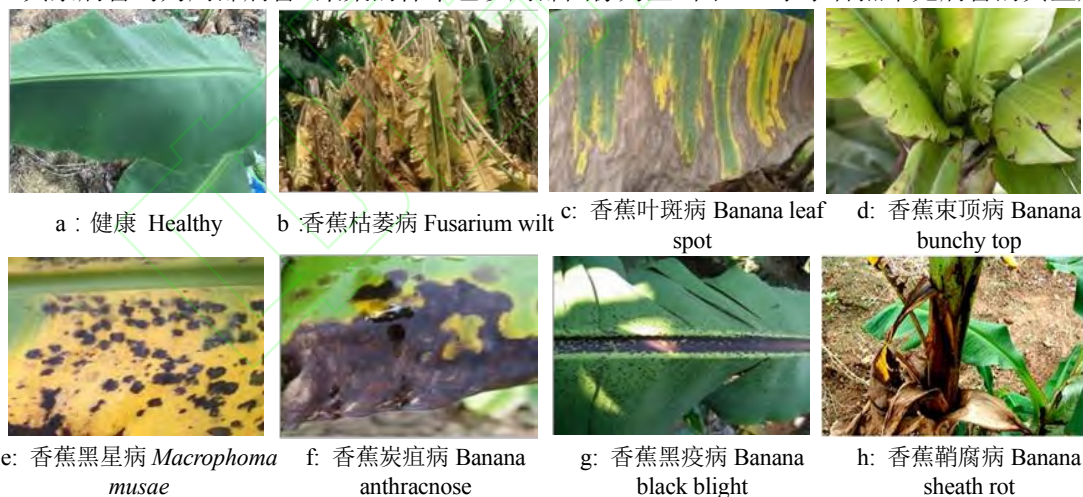 a : 健康 Healthy
b :香蕉枯萎病 Fusarium wilt
c: 香蕉叶斑病 Banana leaf
spot
d: 香蕉束顶病 Banana
bunchy top
e: 香蕉黑星病 Macrophoma
musae
f: 香蕉炭疽病 Banana
anthracnose
g: 香蕉黑疫病 Banana
black blight
h: 香蕉鞘腐病 Banana
sheath rot